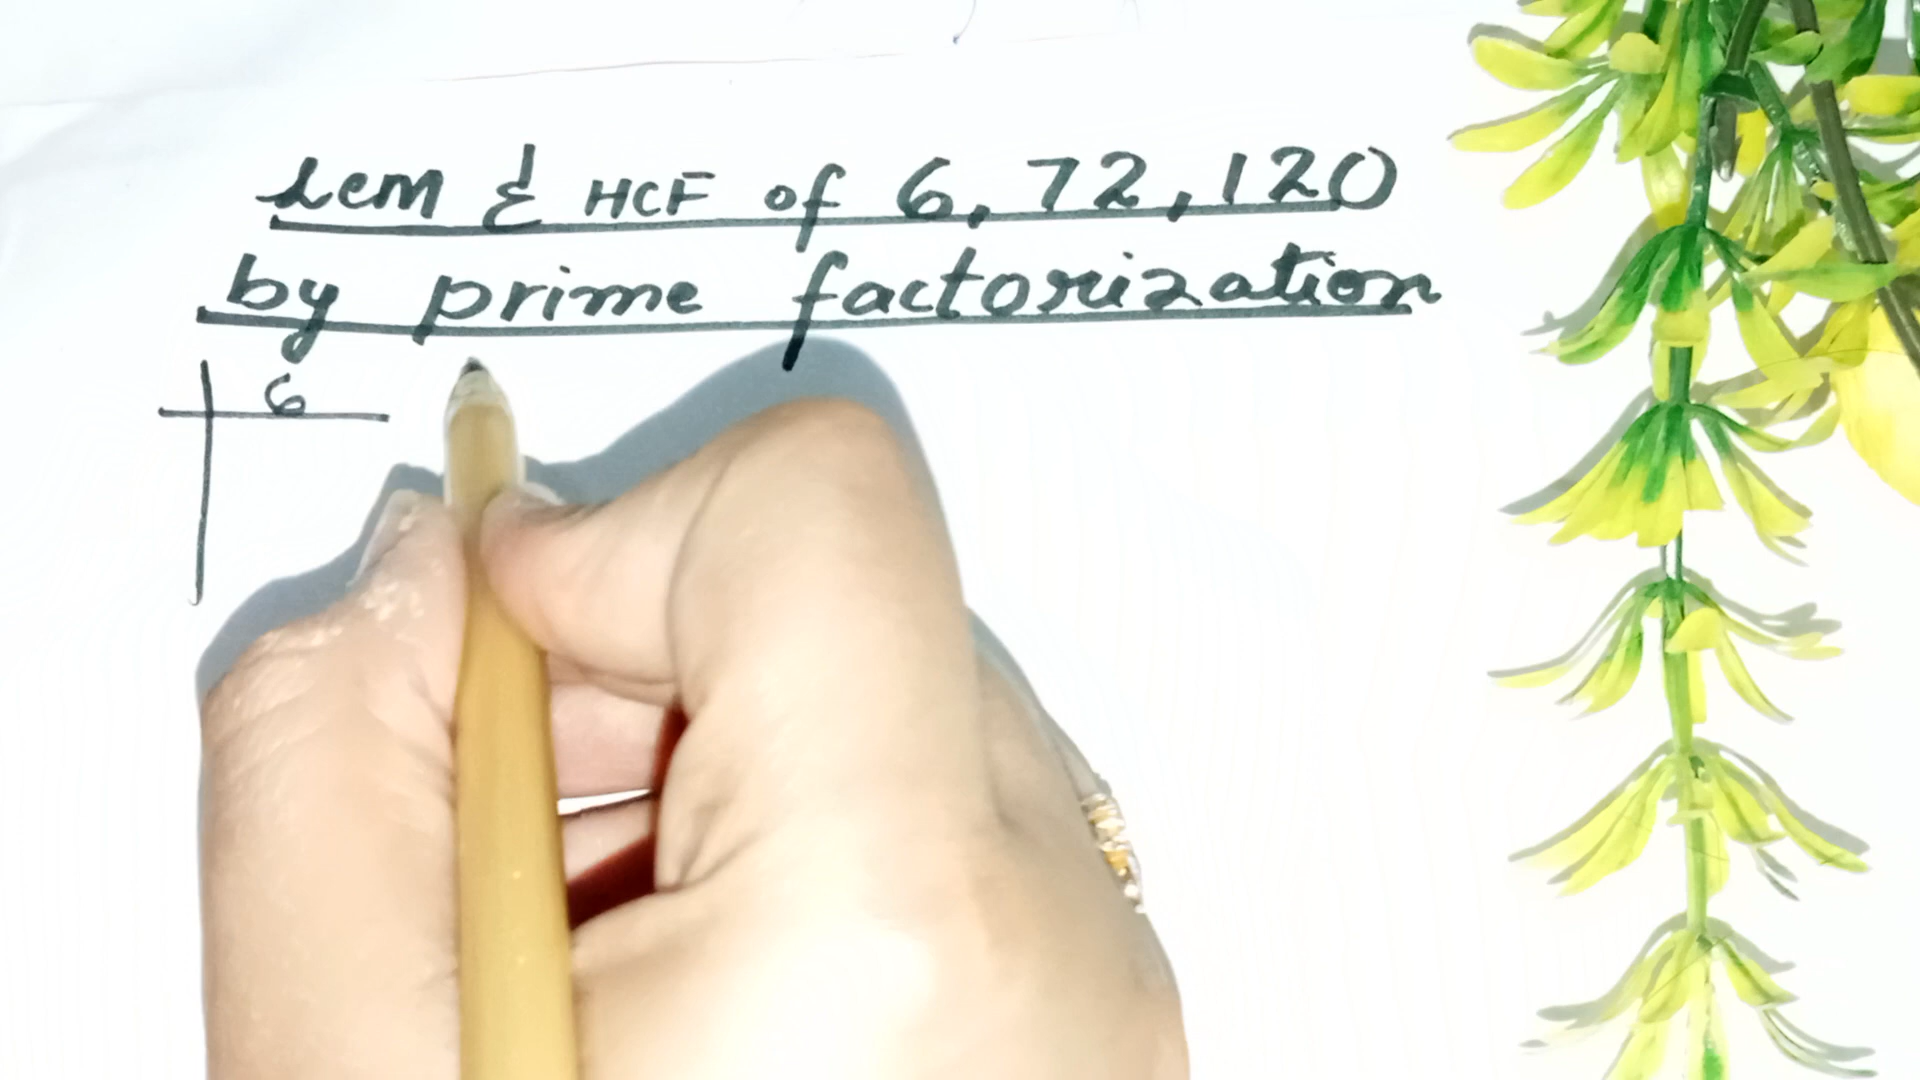 LCM & HCF of 6, 72, 120
by prime factorization
6